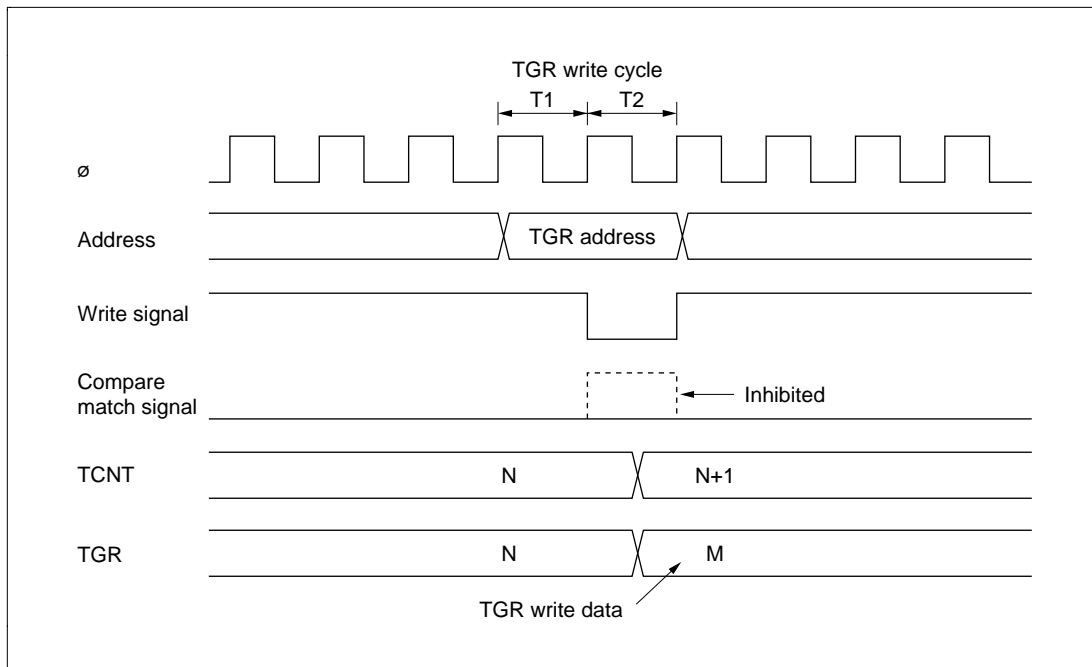 TGR write cycle
T1 T2
ø
Address TGR address
Write signal
Compare
match signal
Inhibited
TCNT N N+1
TGR N M
TGR write data